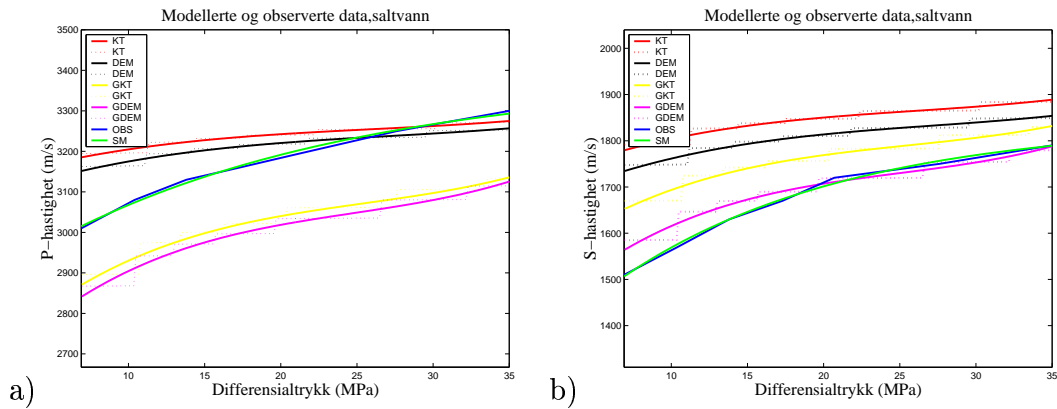 Modellerte og observerte data,saltvann
3500
3400
3300
3200
3100
3000
2900
2800
2700
P-hastighet (m/s)
KT
KT
DEM
DEM
GKT
GKT
GDEM
GDEM
OBS
SM
10
15
20
25
30
35
Differensialtrykk (MPa)
a)
Modellerte og observerte data,saltvann
2000
1900
1800
1700
1600
1500
1400
S-hastighet (m/s)
KT
KT
DEM
DEM
GKT
GKT
GDEM
GDEM
OBS
SM
10
15
20
25
30
35
Differensialtrykk (MPa)
b)